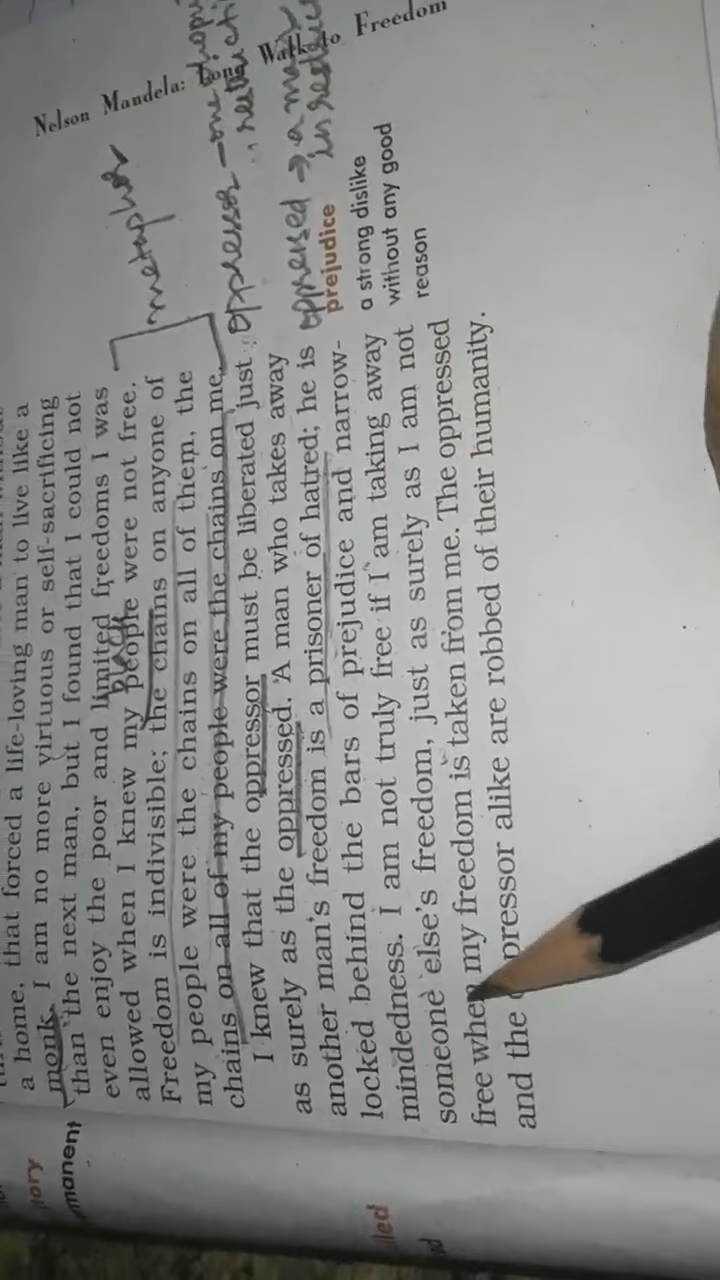 Nelson Mandela: Long Walk to Freedom
a home, that forced a life-loving man to live like a
monk. I am no more virtuous or self-sacrificing
than the next man, but I found that I could not
even enjoy the poor and limited freedoms I was
allowed when I knew my people were not free.
black
metaphor
Freedom is indivisible; the chains on anyone of
my people were the chains on all of them, the
chains on all of my people were the chains on me.
I knew that the oppressor must be liberated just
as surely as the oppressed. A man who takes away
another man's freedom is a prisoner of hatred; he is
locked behind the bars of prejudice and narrow-
mindedness. I am not truly free if I am taking away
someone else's freedom, just as surely as I am not
free when my freedom is taken from me. The oppressed
and the pressor alike are robbed of their humanity.
oppressor — one
oppressed → a
prejudice
a strong dislike
without any good
reason
tory
manent
led